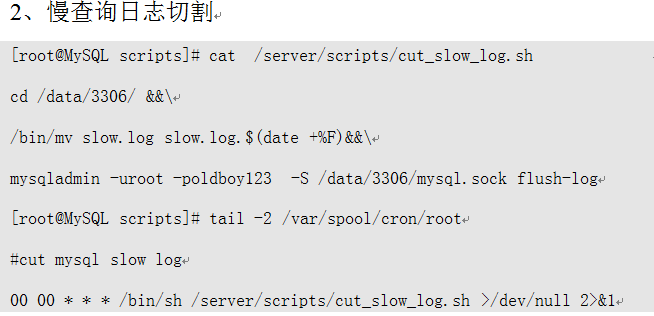 2、慢查询日志切割
[root@MySQL scripts]# cat  /server/scripts/cut_slow_log.sh
cd /data/3306/ &&\
/bin/mv slow.log slow.log.$(date +%F)&&\
mysqladmin -uroot -poldboy123  -S /data/3306/mysql.sock flush-log
[root@MySQL scripts]# tail -2 /var/spool/cron/root
#cut mysql slow log
00 00 * * * /bin/sh /server/scripts/cut_slow_log.sh >/dev/null 2>&1